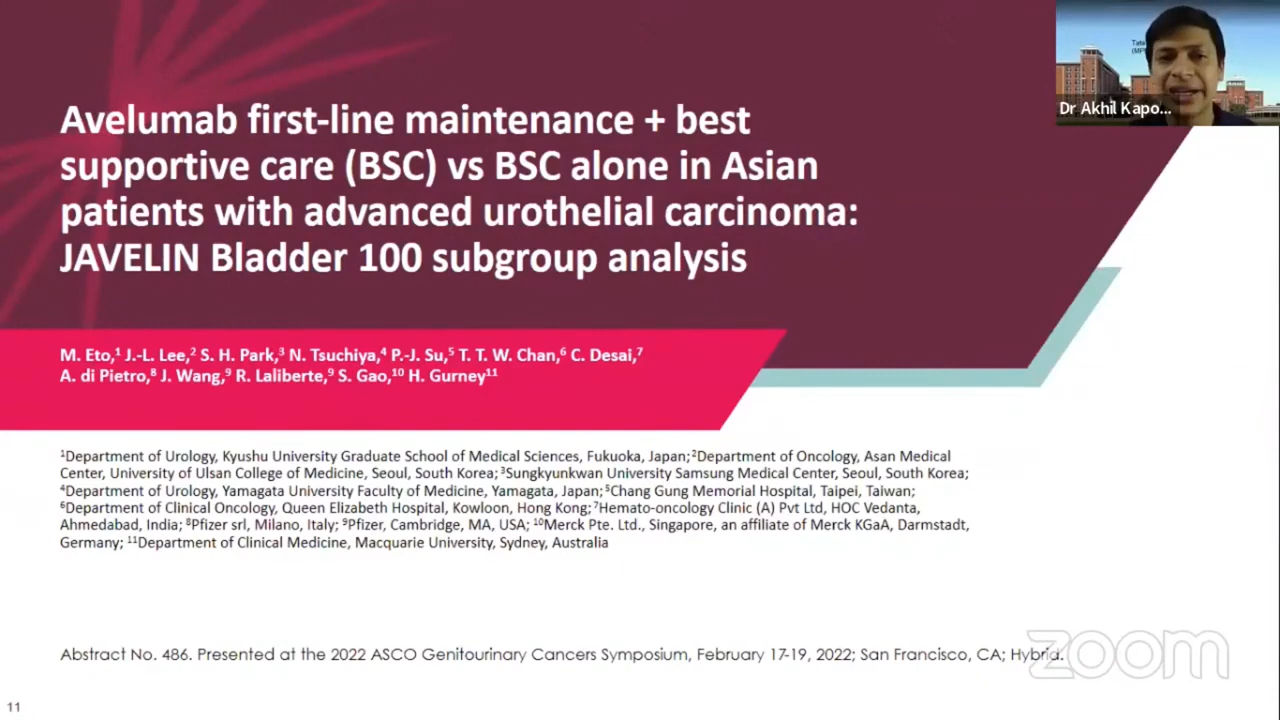 Avelumab first-line maintenance + best
supportive care (BSC) vs BSC alone in Asian
patients with advanced urothelial carcinoma:
JAVELIN Bladder 100 subgroup analysis
Tata
(MPM
Dr Akhil Kapo...
M. Eto,¹ J.-L. Lee,² S. H. Park,³ N. Tsuchiya,⁴ P.-J. Su,⁵ T. T. W. Chan,⁶ C. Desai,⁷
A. di Pietro,⁸ J. Wang,⁹ R. Laliberte,⁹ S. Gao,¹⁰ H. Gurney¹¹
¹Department of Urology, Kyushu University Graduate School of Medical Sciences, Fukuoka, Japan;²Department of Oncology, Asan Medical
Center, University of Ulsan College of Medicine, Seoul, South Korea;³Sungkyunkwan University Samsung Medical Center, Seoul, South Korea;
⁴Department of Urology, Yamagata University Faculty of Medicine, Yamagata, Japan;⁵Chang Gung Memorial Hospital, Taipei, Taiwan;
⁶Department of Clinical Oncology, Queen Elizabeth Hospital, Kowloon, Hong Kong;⁷Hemato-oncology Clinic (A) Pvt Ltd, HOC Vedanta,
Ahmedabad, India; ⁸Pfizer srl, Milano, Italy; ⁹Pfizer, Cambridge, MA, USA; ¹⁰Merck Pte. Ltd., Singapore, an affiliate of Merck KGaA, Darmstadt,
Germany; ¹¹Department of Clinical Medicine, Macquarie University, Sydney, Australia
Abstract No. 486. Presented at the 2022 ASCO Genitourinary Cancers Symposium, February 17-19, 2022; San Francisco, CA; Hybrid.
zoom
11